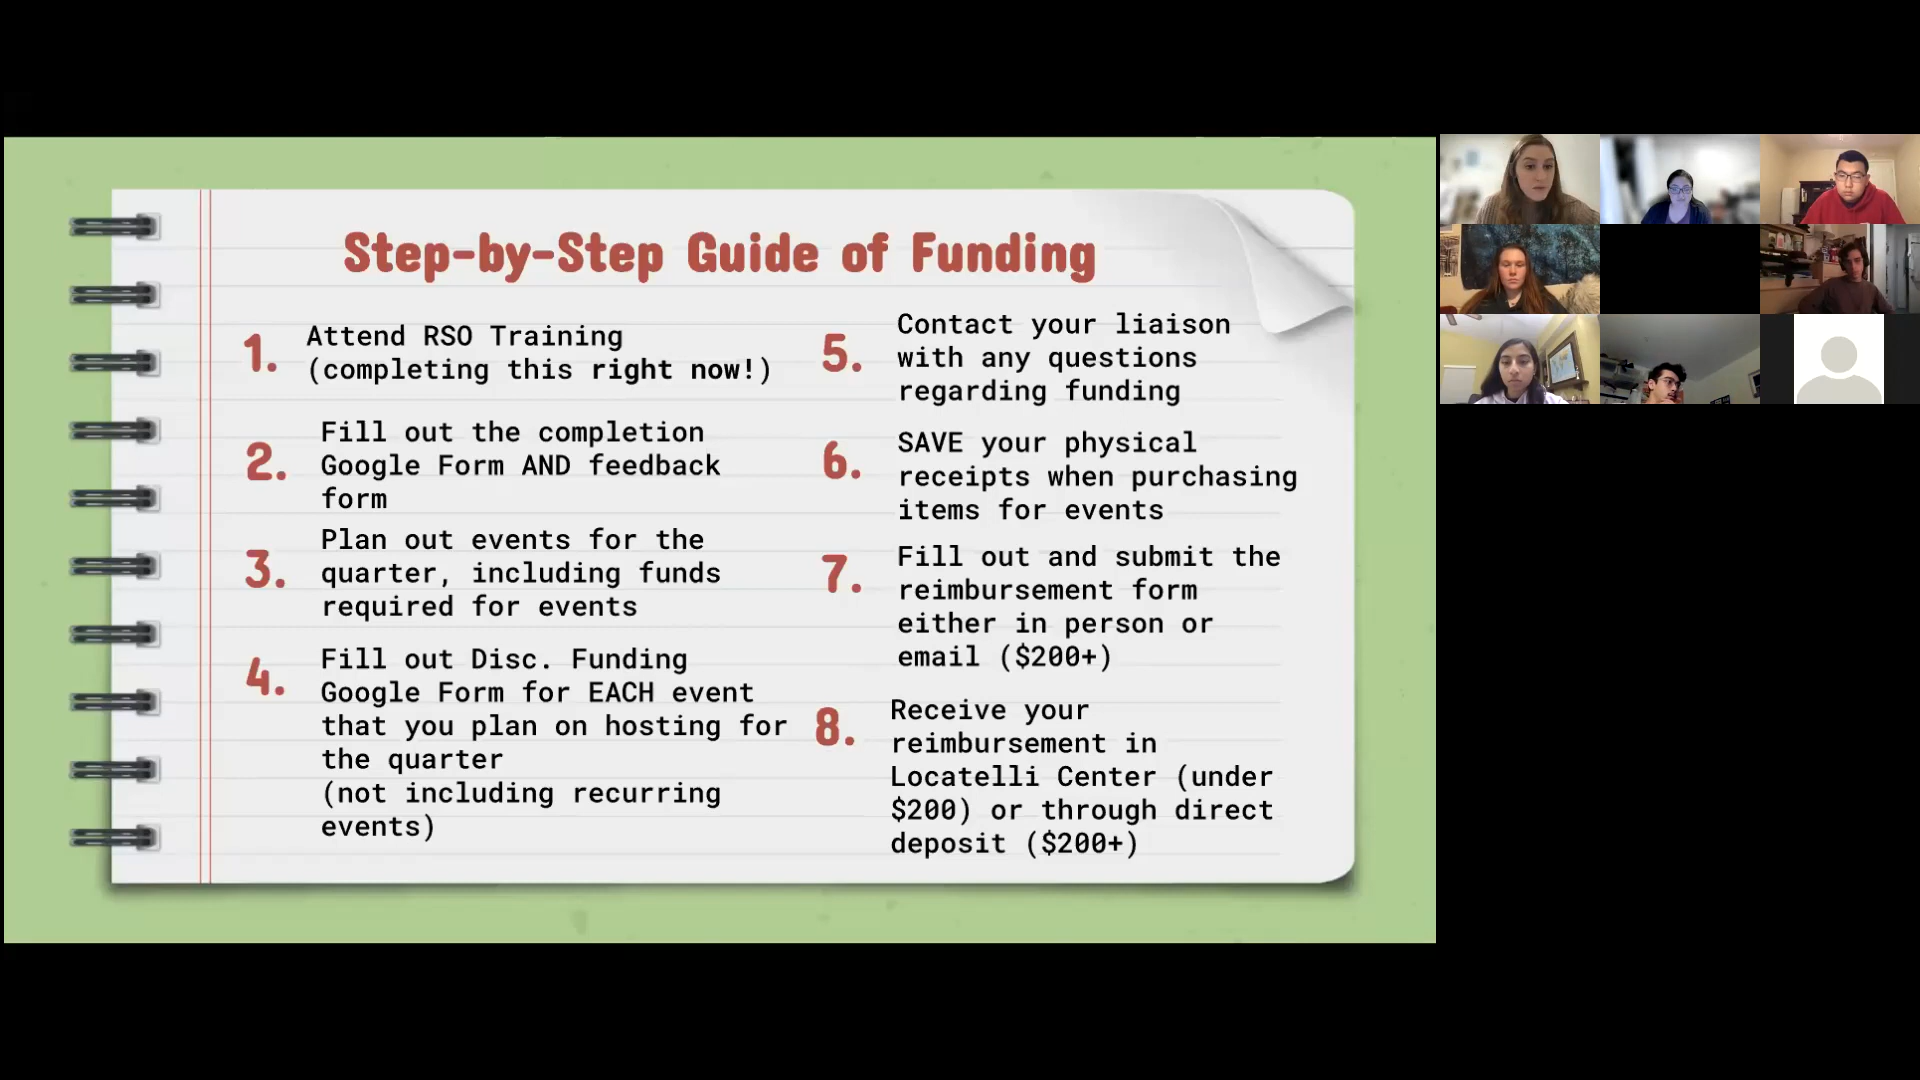 Step-by-Step Guide of Funding
1.
Attend RSO Training
(completing this right now!)
2.
Fill out the completion
Google Form AND feedback
form
3.
Plan out events for the
quarter, including funds
required for events
4.
Fill out Disc. Funding
Google Form for EACH event
that you plan on hosting for
the quarter
(not including recurring
events)
5.
Contact your liaison
with any questions
regarding funding
6.
SAVE your physical
receipts when purchasing
items for events
7.
Fill out and submit the
reimbursement form
either in person or
email ($200+)
8.
Receive your
reimbursement in
Locatelli Center (under
$200) or through direct
deposit ($200+)